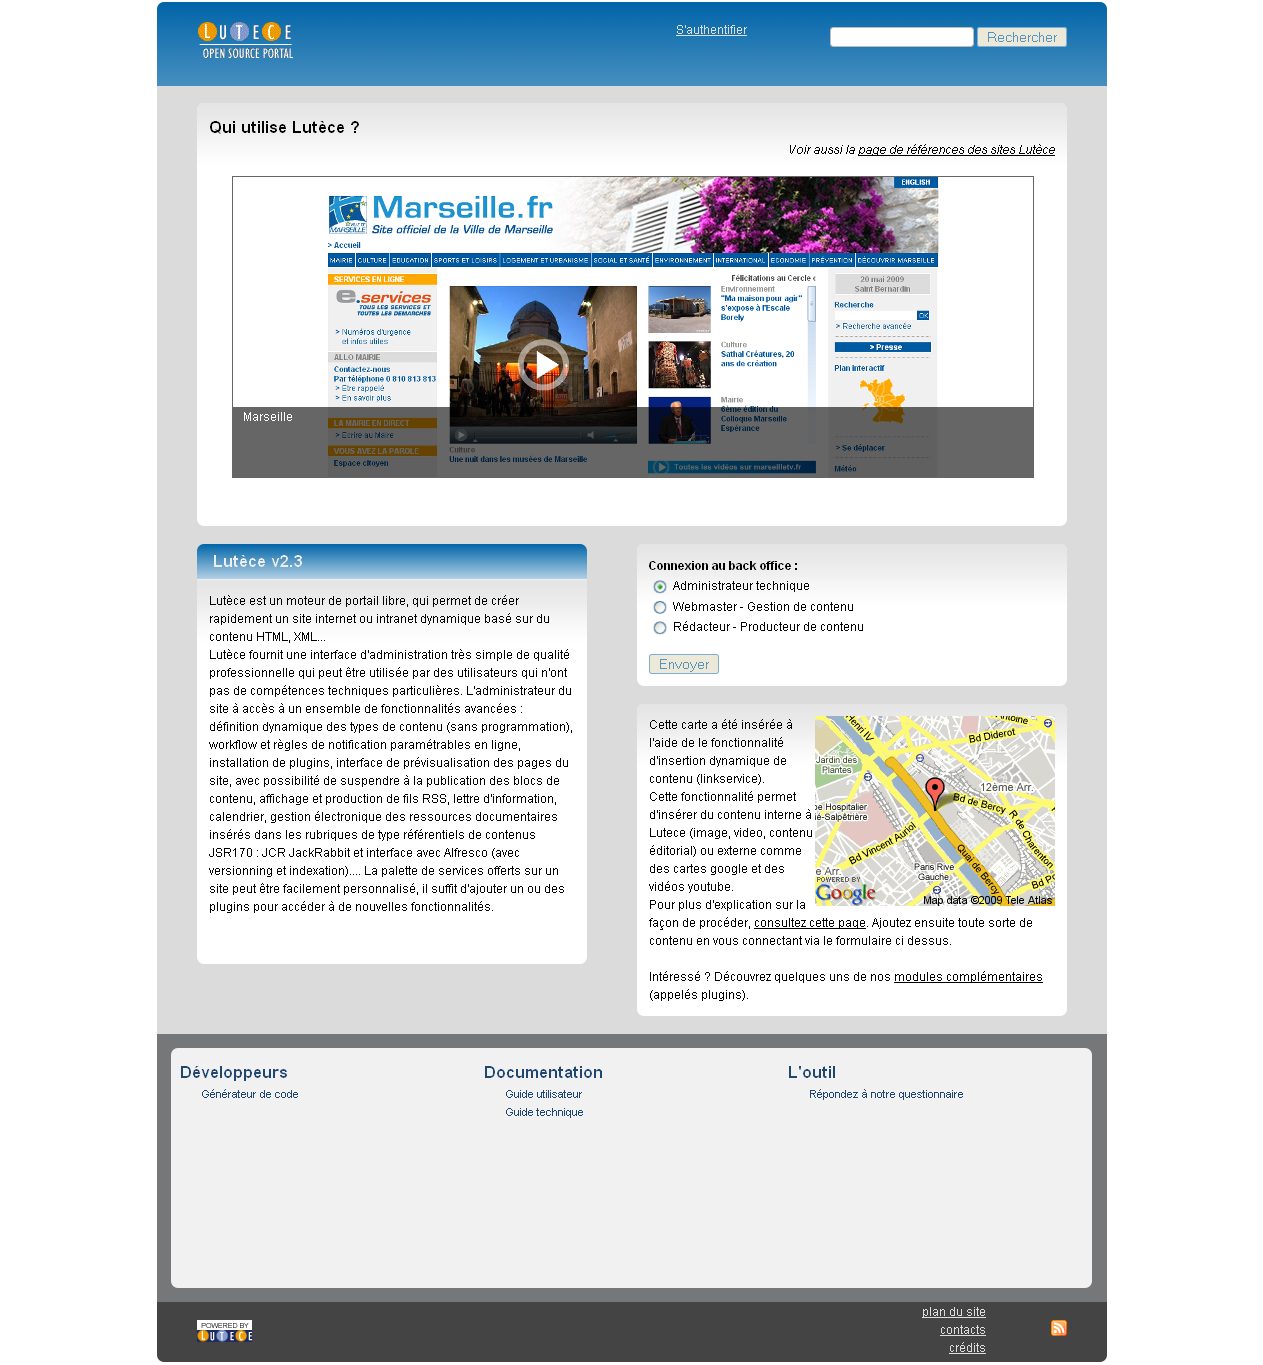 LUTECE
OPEN SOURCE PORTAL
S'authentifier
Rechercher
Qui utilise Lutèce ?
Voir aussi la page de références des sites Lutèce
ENGLISH
Marseille.fr
Site officiel de la Ville de Marseille
> Accueil
MAIRIE CULTURE EDUCATION SPORTS ET LOISIRS LOGEMENT ET URBANISME SOCIAL ET SANTÉ ENVIRONNEMENT INTERNATIONAL ECONOMIE PRÉVENTION DÉCOUVRIR MARSEILLE
SERVICES EN LIGNE
e.services
TOUS LES SERVICES ET
TOUTES LES DEMARCHES
> Numéros d'urgence
et infos utiles
ALLO MAIRIE
Contactez-nous
Par téléphone 0 810 813 813
> Etre rappelé
> En savoir plus
LA MAIRIE EN DIRECT
> Ecrire au Maire
VOUS AVEZ LA PAROLE
Espace citoyen
Culture
Une nuit dans les musées de Marseille
Félicitations au Cercle
Environnement
"Ma maison pour agir"
s'expose à l'Escale
Borely
Culture
Sathal Créatures, 20
ans de création
Mairie
6ème édition du
Colloque Marseille
Espérance
Toutes les vidéos sur marseilletv.fr
20 mai 2009
Saint Bernardin
Recherche
OK
> Recherche avancée
> Presse
Plan interactif
> Se déplacer
Météo
Marseille
Lutèce v2.3
Lutèce est un moteur de portail libre, qui permet de créer
rapidement un site internet ou intranet dynamique basé sur du
contenu HTML, XML...
Lutèce fournit une interface d'administration très simple de qualité
professionnelle qui peut être utilisée par des utilisateurs qui n'ont
pas de compétences techniques particulières. L'administrateur du
site à accès à un ensemble de fonctionnalités avancées :
définition dynamique des types de contenu (sans programmation),
workflow et règles de notification paramétrables en ligne,
installation de plugins, interface de prévisualisation des pages du
site, avec possibilité de suspendre à la publication des blocs de
contenu, affichage et production de fils RSS, lettre d'information,
calendrier, gestion électronique des ressources documentaires
insérés dans les rubriques de type référentiels de contenus
JSR170 : JCR JackRabbit et interface avec Alfresco (avec
versionning et indexation).... La palette de services offerts sur un
site peut être facilement personnalisé, il suffit d'ajouter un ou des
plugins pour accéder à de nouvelles fonctionnalités.
Connexion au back office :
Administrateur technique
Webmaster - Gestion de contenu
Rédacteur - Producteur de contenu
Envoyer
Cette carte a été insérée à
l'aide de le fonctionnalité
d'insertion dynamique de
contenu (linkservice).
Cette fonctionnalité permet
d'insérer du contenu interne à
Lutece (image, video, contenu
éditorial) ou externe comme
des cartes google et des
vidéos youtube.
Pour plus d'explication sur la
façon de procéder, consultez cette page. Ajoutez ensuite toute sorte de
contenu en vous connectant via le formulaire ci dessus.
Intéressé ? Découvrez quelques uns de nos modules complémentaires
(appelés plugins).
Henri IV
Antoine
Bd Diderot
Jardin des
Plantes
12ème Arr.
Bd de Bercy
pe Hospitalier
ié-Salpêtrière
R de Charenton
Bd Vincent Auriol
Quai de Bercy
Paris Rive
Gauche
e Arr.
Bd Po
POWERED BY
Google
Map data ©2009 Tele Atlas
Développeurs
Générateur de code
Documentation
Guide utilisateur
Guide technique
L'outil
Répondez à notre questionnaire
POWERED BY
LUTECE
plan du site
contacts
crédits